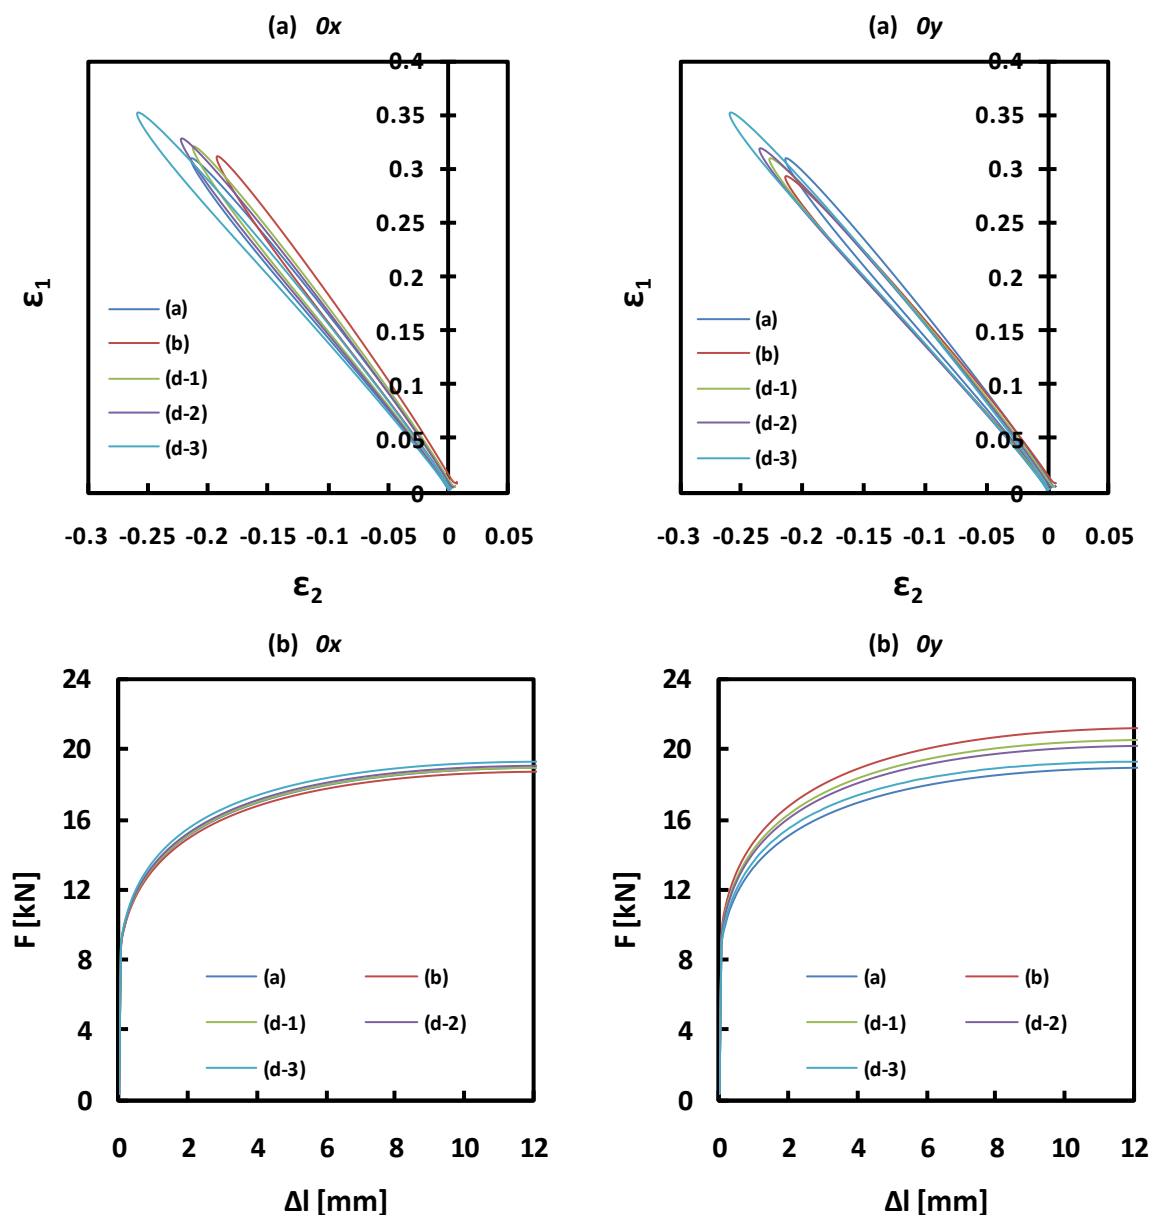 (a) 0x
0.4
0.35
0.3
0.25
0.2
0.15
0.1
0.05
0
ε1
(a)
(b)
(d-1)
(d-2)
(d-3)
-0.3 -0.25 -0.2 -0.15 -0.1 -0.05 0 0.05
ε2
(a) 0y
0.4
0.35
0.3
0.25
0.2
0.15
0.1
0.05
0
ε1
(a)
(b)
(d-1)
(d-2)
(d-3)
-0.3 -0.25 -0.2 -0.15 -0.1 -0.05 0 0.05
ε2
(b) 0x
24
20
16
12
8
4
0
F [kN]
(a) (b)
(d-1) (d-2)
(d-3)
0 2 4 6 8 10 12
Δl [mm]
(b) 0y
24
20
16
12
8
4
0
F [kN]
(a) (b)
(d-1) (d-2)
(d-3)
0 2 4 6 8 10 12
Δl [mm]